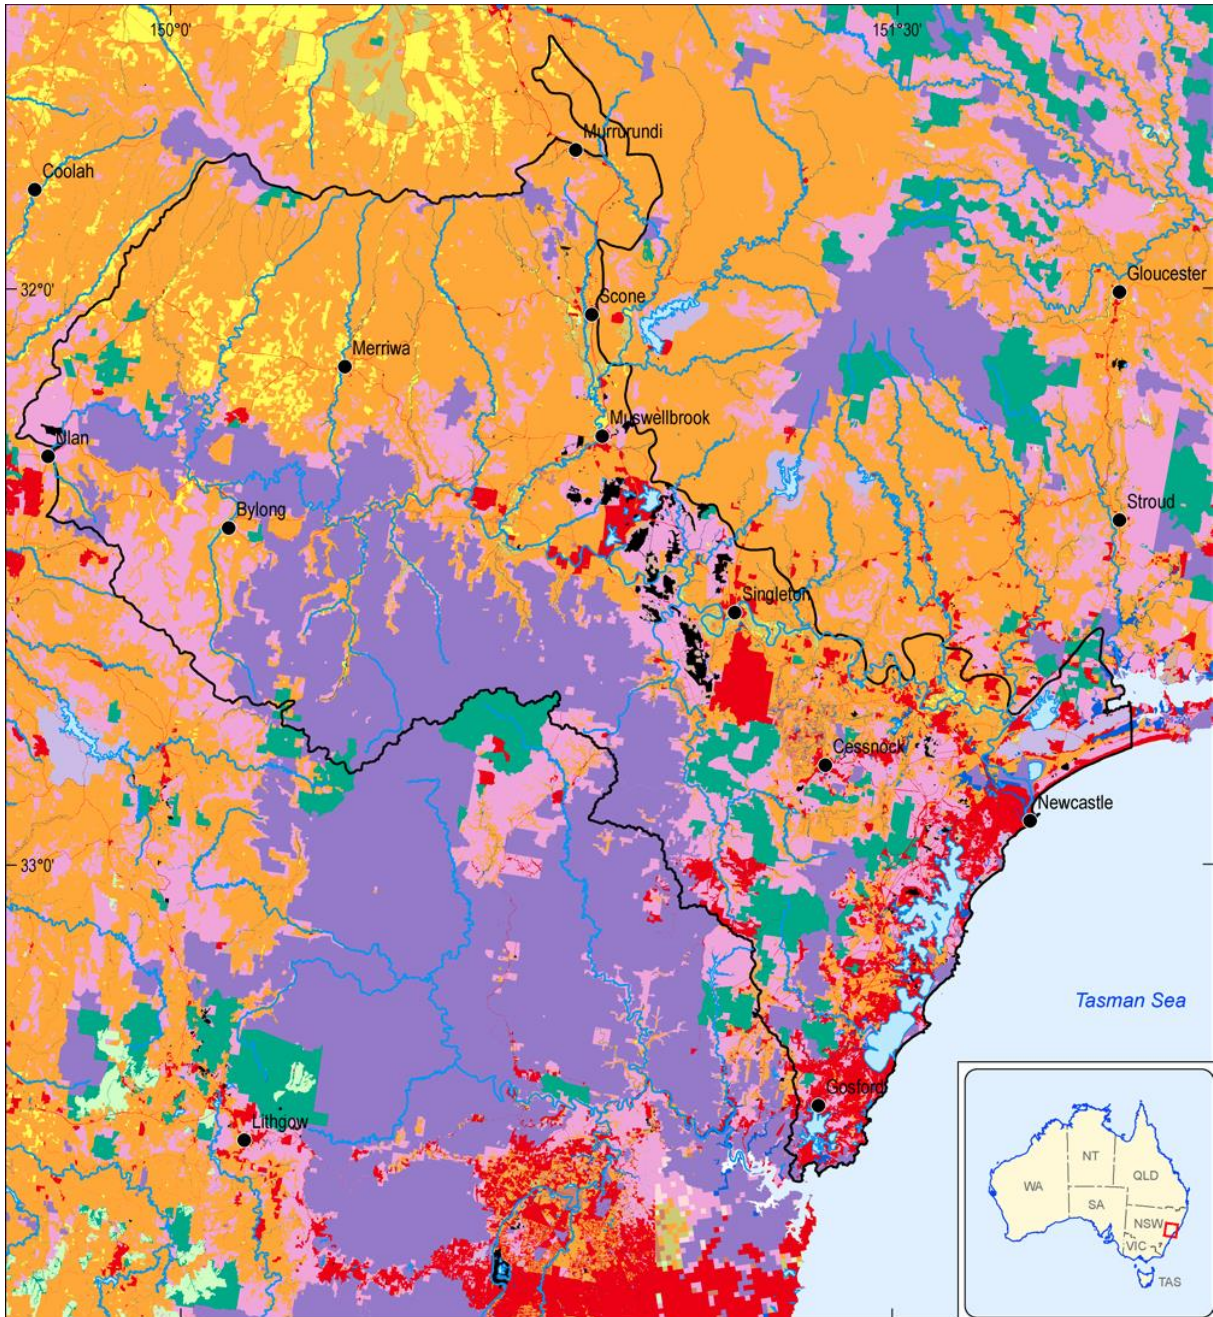 150°0'
151°30'
Murrurundi
Coolah
Gloucester
32°0'
Scone
Merriwa
Muswellbrook
Ulan
Stroud
Bylong
Singleton
Cessnock
Newcastle
33°0'
Tasman Sea
Gosford
Lithgow
NT
WA
QLD
SA
NSW
VIC
TAS